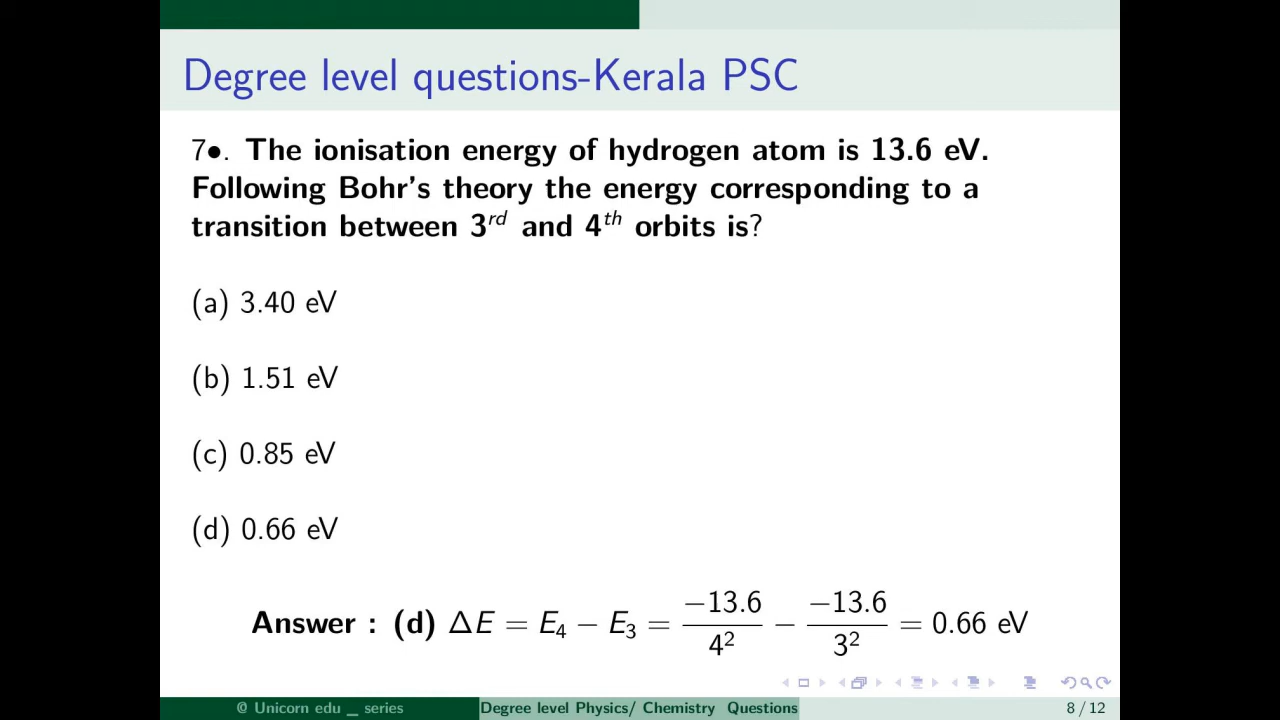 Degree level questions-Kerala PSC
7•. The ionisation energy of hydrogen atom is 13.6 eV.
Following Bohr's theory the energy corresponding to a
transition between 3rd and 4th orbits is?
(a) 3.40 eV
(b) 1.51 eV
(c) 0.85 eV
(d) 0.66 eV
Answer : (d) ΔE = E₄ − E₃ = −13.6/4² − −13.6/3² = 0.66 eV
@ Unicorn edu _ series Degree level Physics/ Chemistry Questions 8 / 12